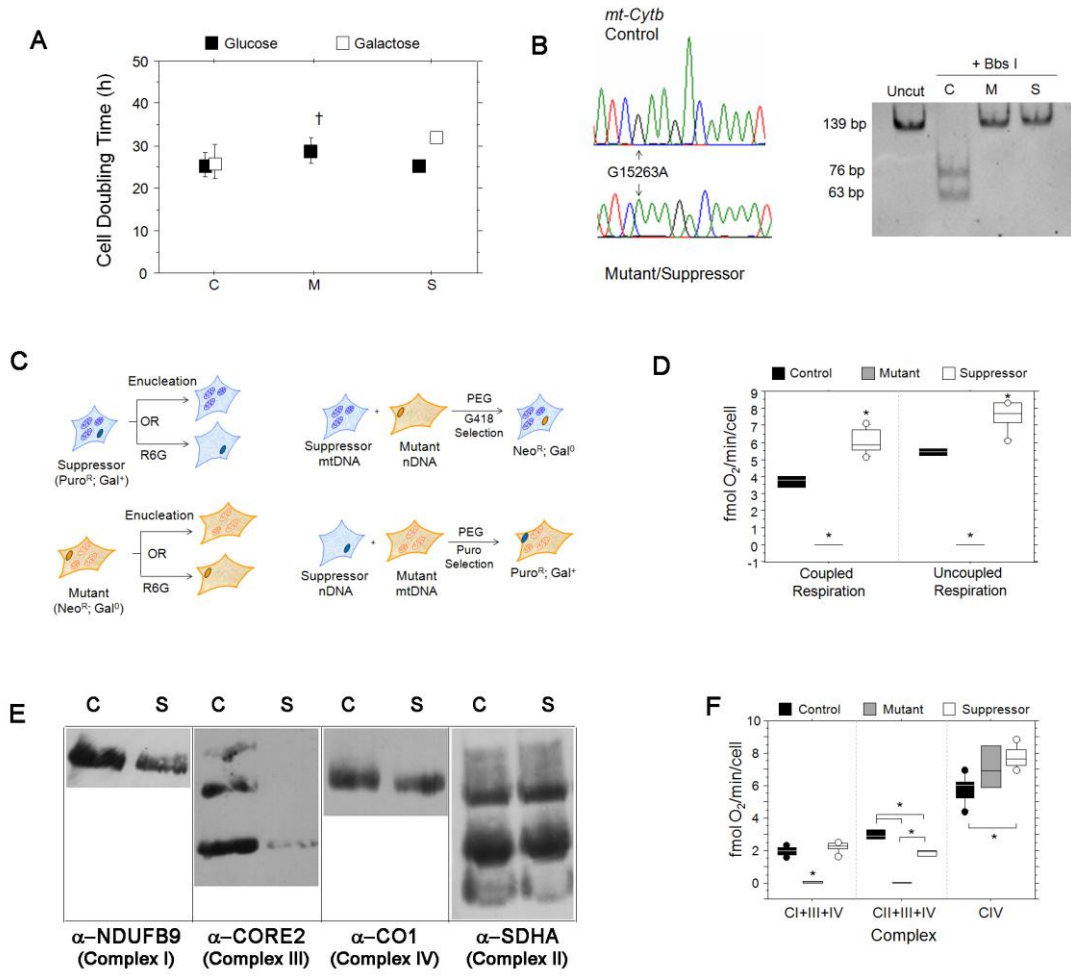 A
Glucose
Galactose
Cell Doubling Time (h)
50
40
30
20
10
0
†
C
M
S
B
mt-Cytb
Control
G15263A
Mutant/Suppressor
+ Bbs I
Uncut
C
M
S
139 bp
76 bp
63 bp
C
Enucleation
OR
R6G
Suppressor
(Puroᴿ; Gal⁺)
Enucleation
OR
R6G
Mutant
(Neoᴿ; Gal⁰)
+
PEG
G418
Selection
Suppressor
mtDNA
Mutant
nDNA
Neoᴿ; Gal⁰
+
PEG
Puro
Selection
Suppressor
nDNA
Mutant
mtDNA
Puroᴿ; Gal⁺
D
Control
Mutant
Suppressor
fmol O₂/min/cell
9
8
7
6
5
4
3
2
1
0
-1
*
*
*
*
Coupled
Respiration
Uncoupled
Respiration
E
C
S
C
S
C
S
C
S
α–NDUFB9
(Complex I)
α–CORE2
(Complex III)
α–CO1
(Complex IV)
α–SDHA
(Complex II)
F
Control
Mutant
Suppressor
fmol O₂/min/cell
10
8
6
4
2
0
*
*
*
*
CI+III+IV
CII+III+IV
CIV
Complex